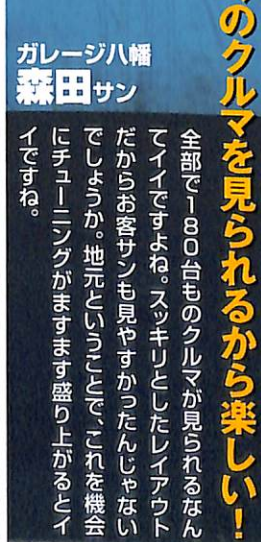 のクルマを見られるから楽しい!
ガレージ八幡
森田サン
全部で180台ものクルマが見られるなん
てイイですよね。スッキリとしたレイアウト
だからお客サンも見やすかったんじゃない
でしょうか。地元ということで、これを機会
にチューニングがますます盛り上がるとイ
イですね。